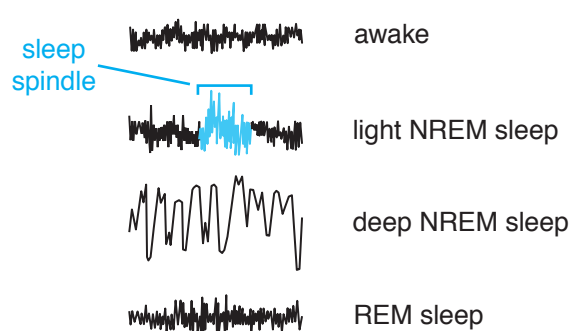 awake
sleep
spindle
light NREM sleep
deep NREM sleep
REM sleep